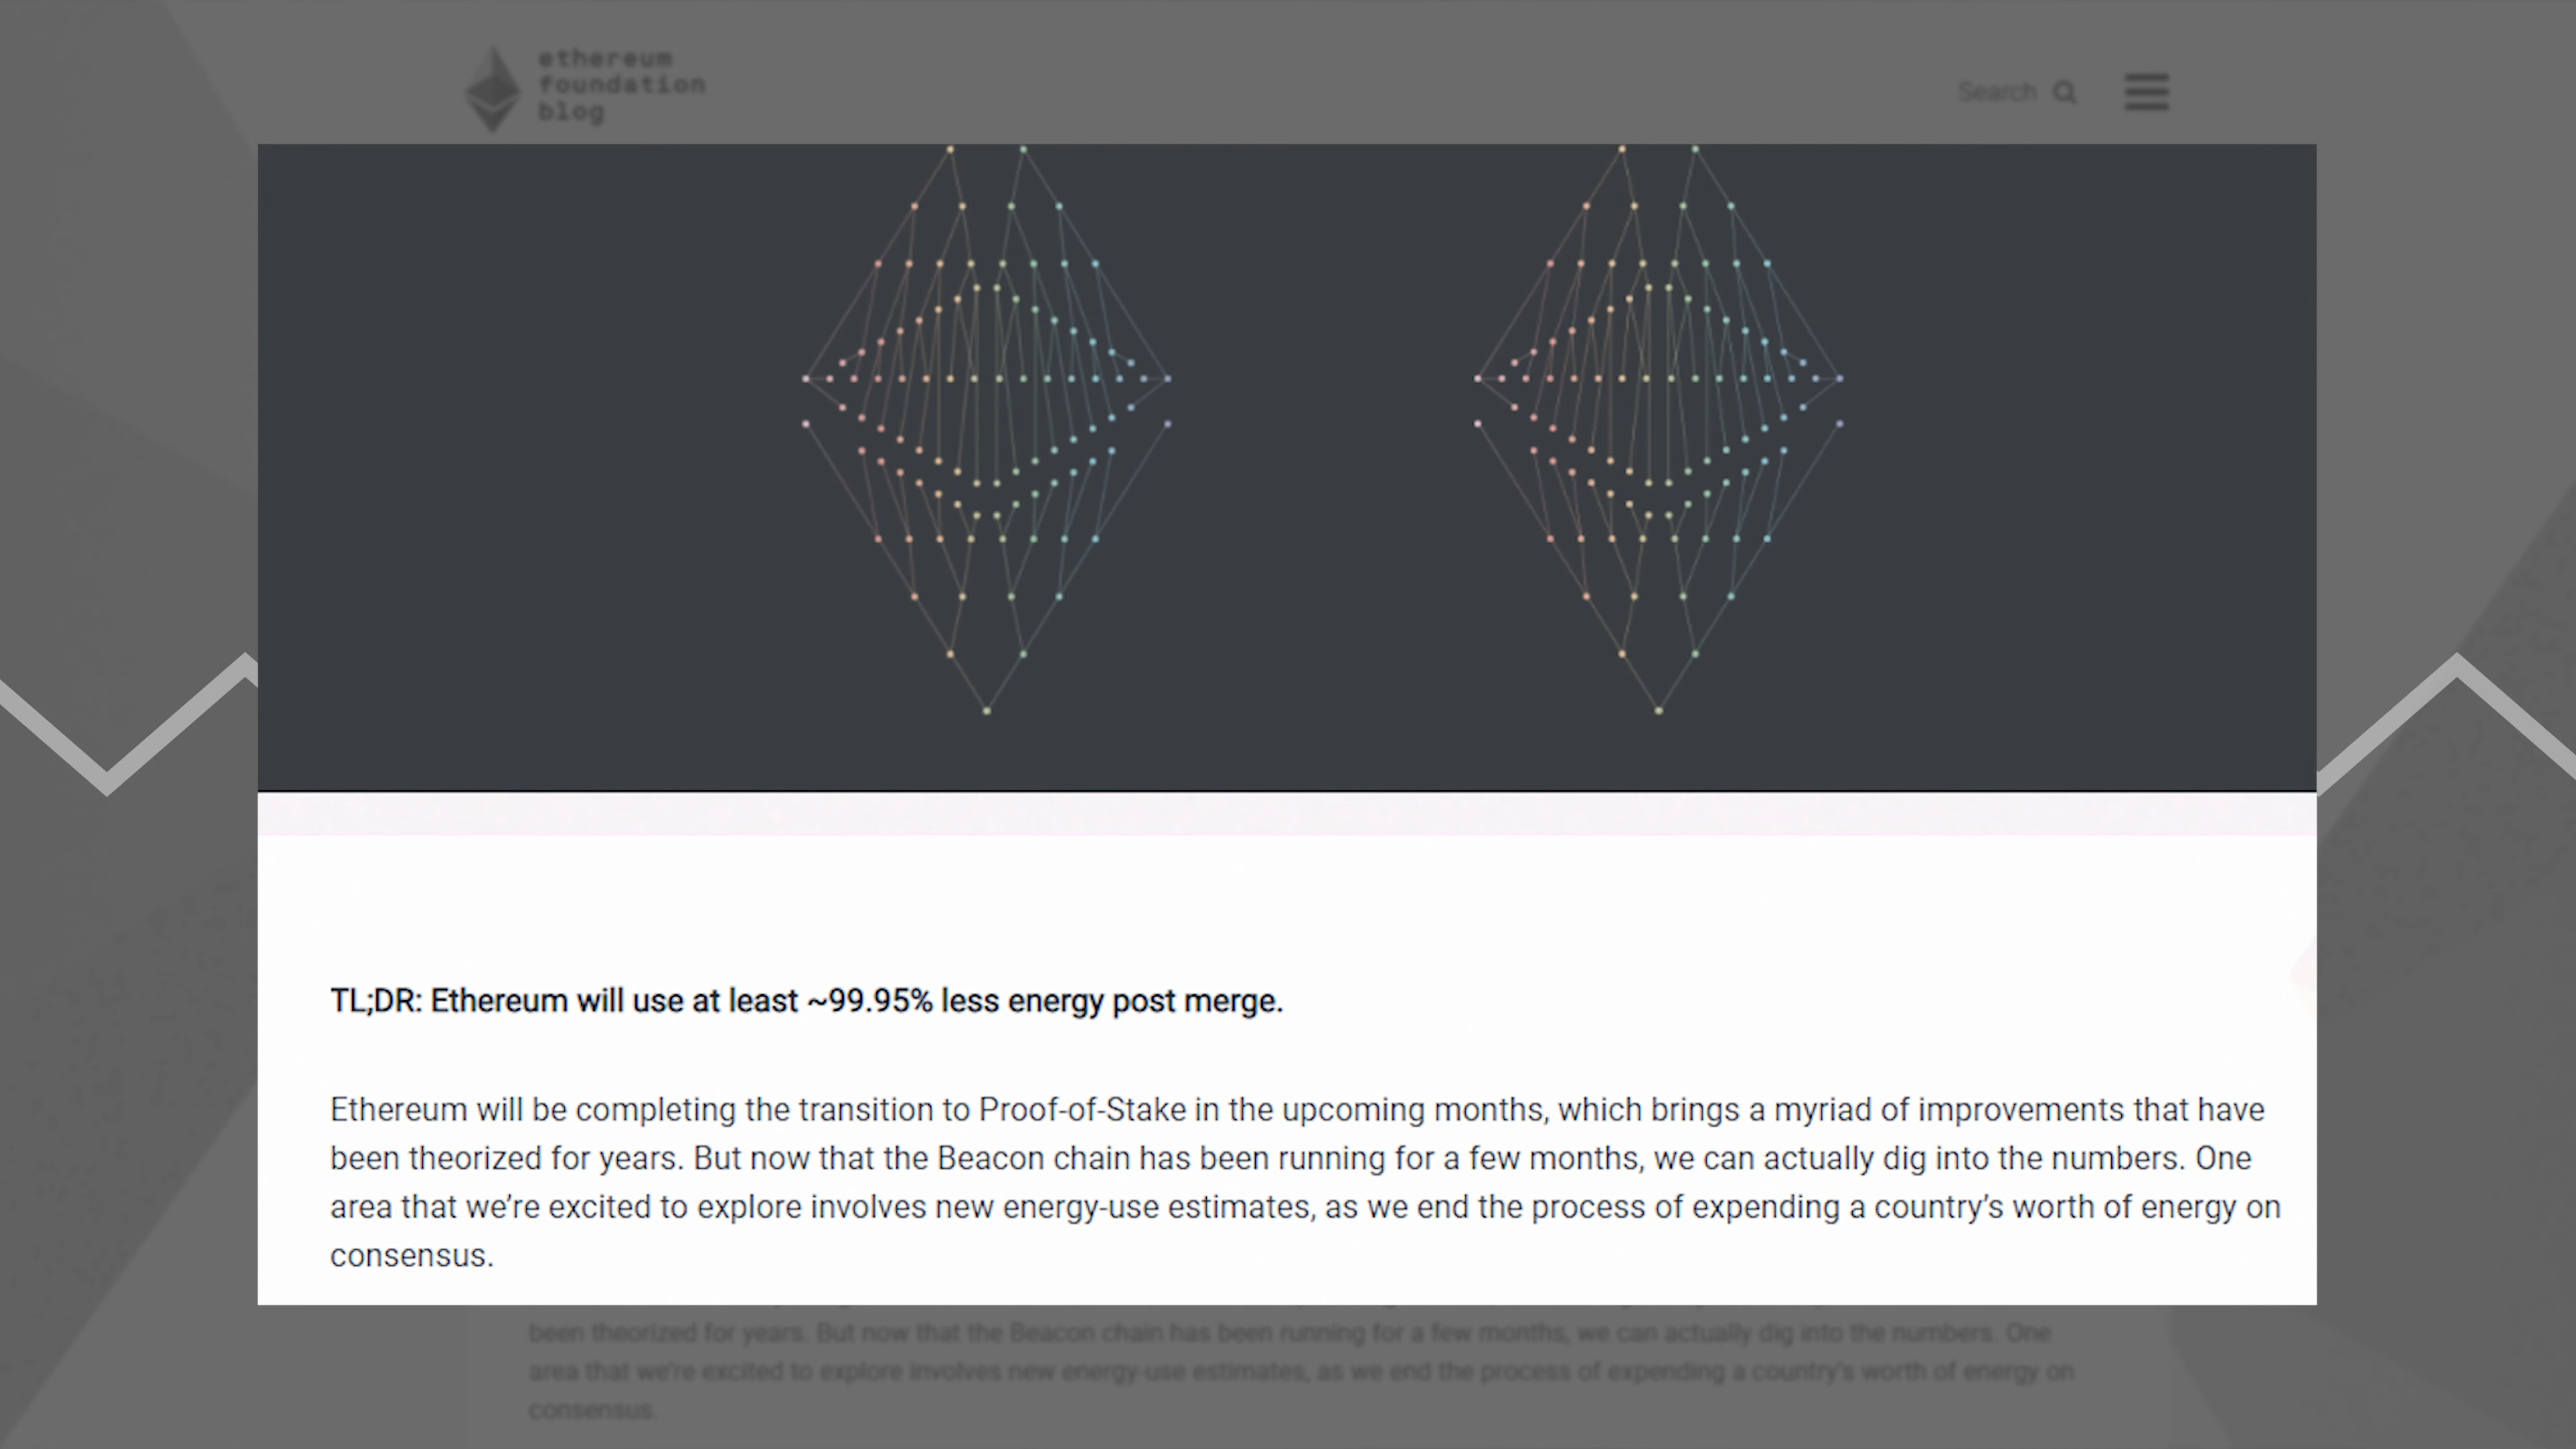 ethereum
foundation
blog
Search
TL;DR: Ethereum will use at least ~99.95% less energy post merge.
Ethereum will be completing the transition to Proof-of-Stake in the upcoming months, which brings a myriad of improvements that have
been theorized for years. But now that the Beacon chain has been running for a few months, we can actually dig into the numbers. One
area that we’re excited to explore involves new energy-use estimates, as we end the process of expending a country’s worth of energy on
consensus.
been theorized for years. But now that the Beacon chain has been running for a few months, we can actually dig into the numbers. One
area that we're excited to explore involves new energy-use estimates, as we end the process of expending a country's worth of energy on
consensus.